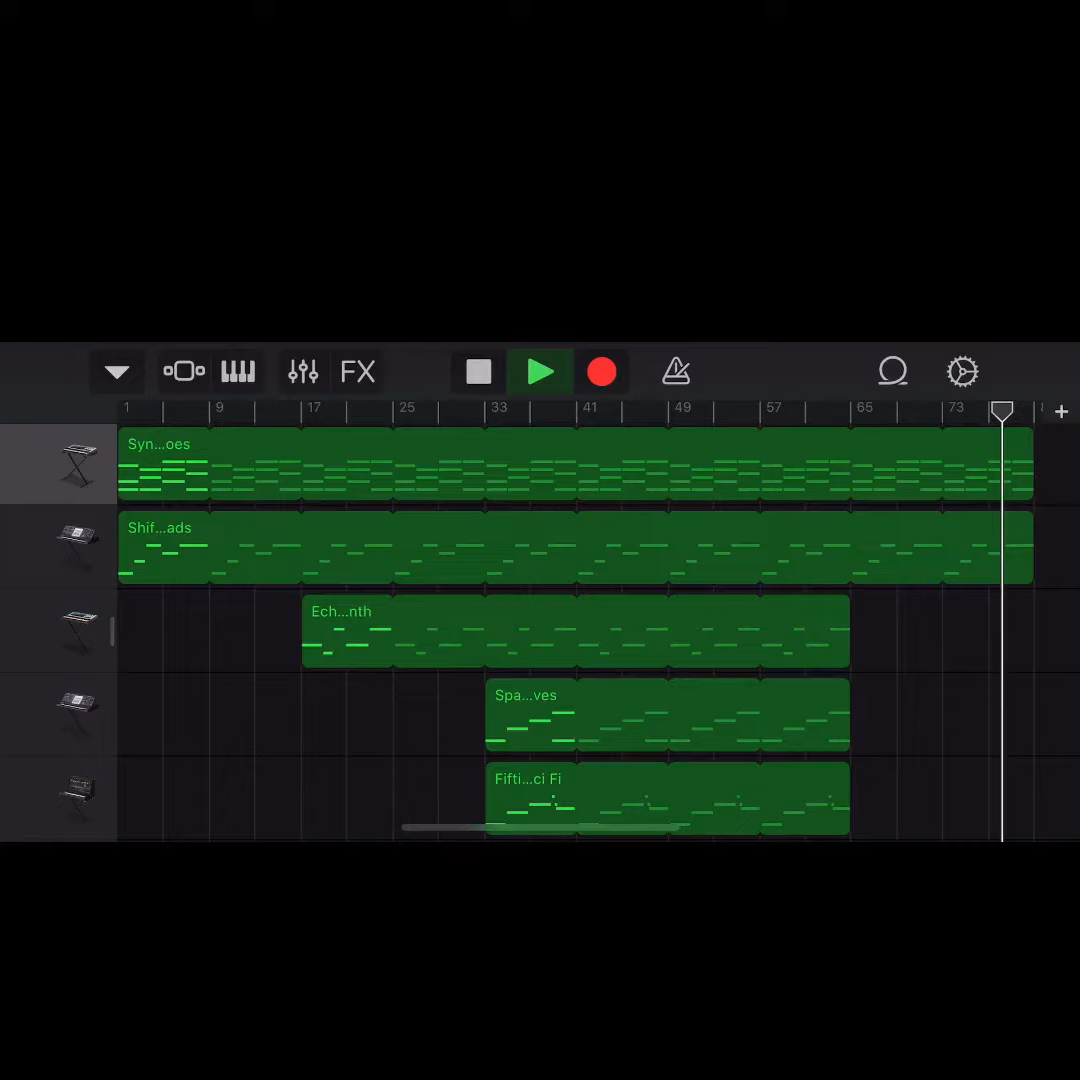 FX
1 9 17 25 33 41 49 57 65 73
Syn...oes
Shif...ads
Ech...nth
Spa...ves
Fifti...ci Fi